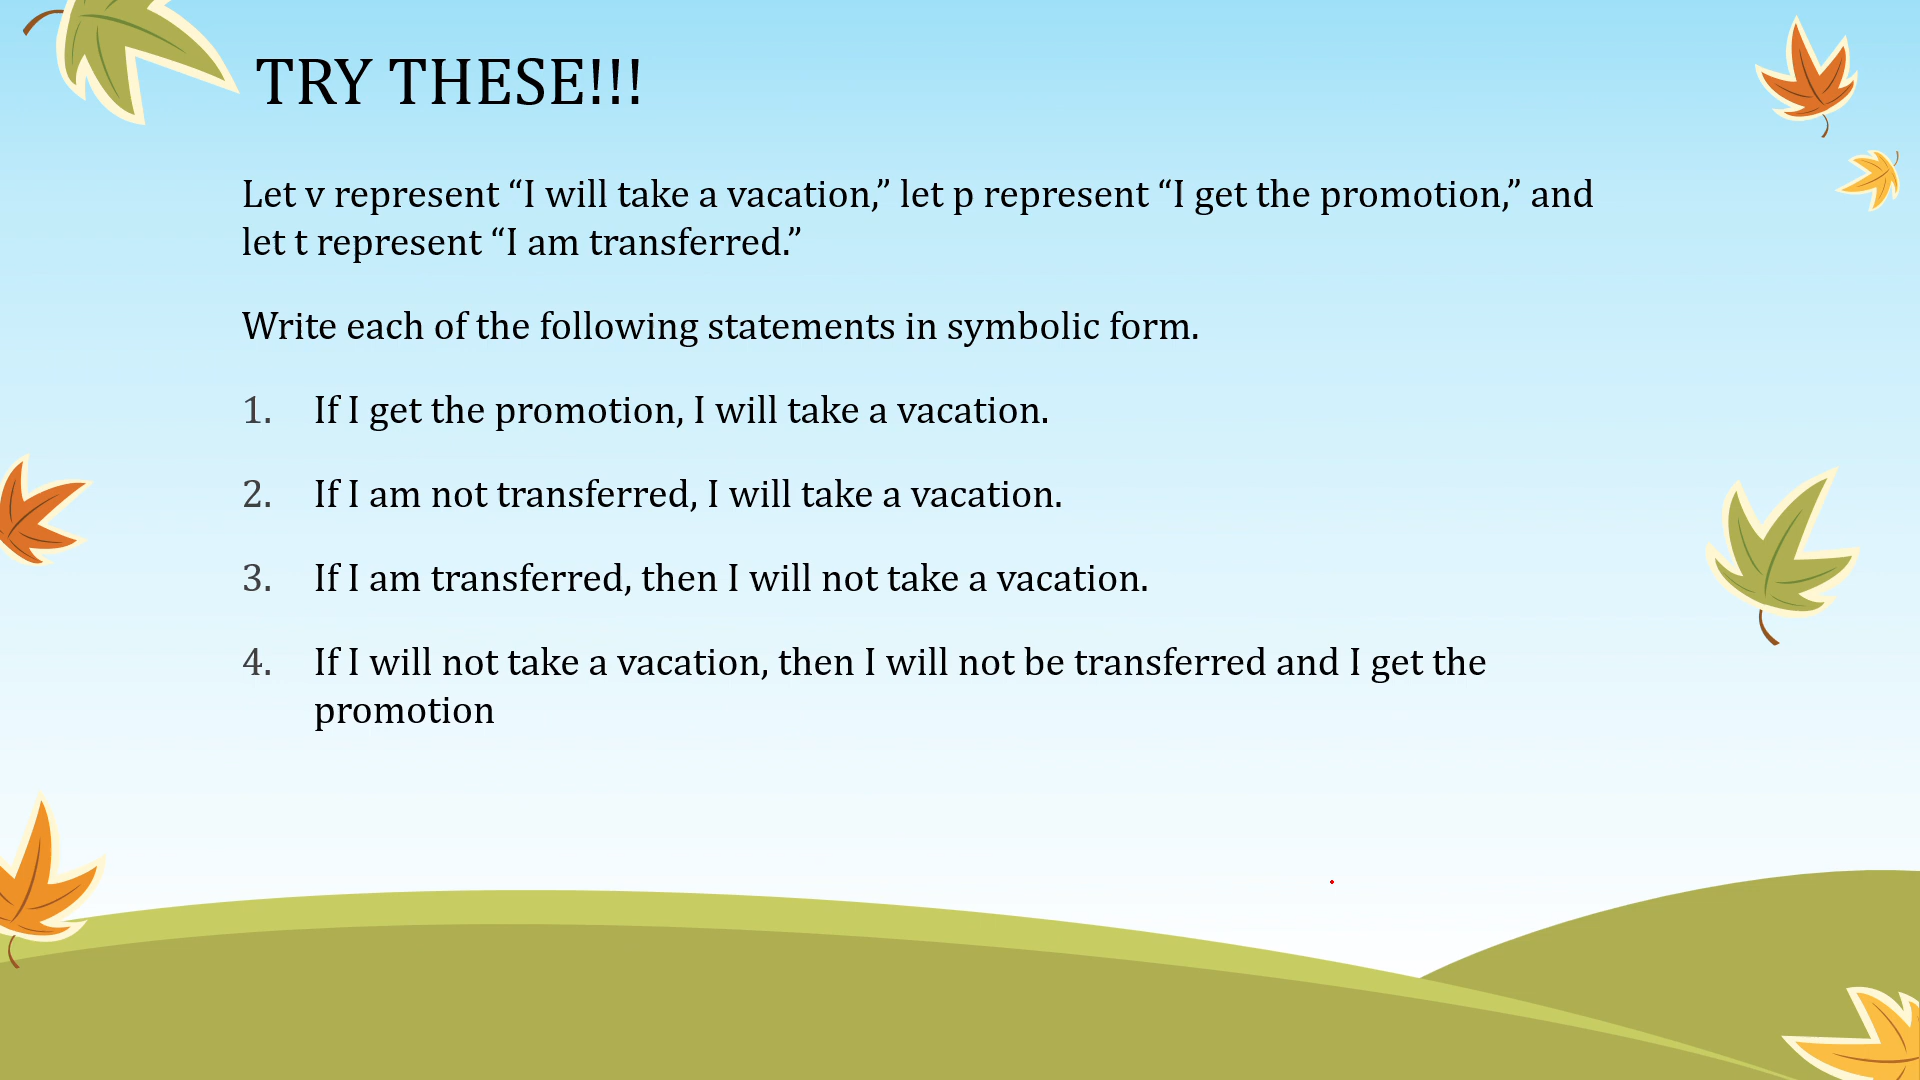 TRY THESE!!!
Let v represent “I will take a vacation,” let p represent “I get the promotion,” and
let t represent “I am transferred.”
Write each of the following statements in symbolic form.
1. If I get the promotion, I will take a vacation.
2. If I am not transferred, I will take a vacation.
3. If I am transferred, then I will not take a vacation.
4. If I will not take a vacation, then I will not be transferred and I get the
promotion